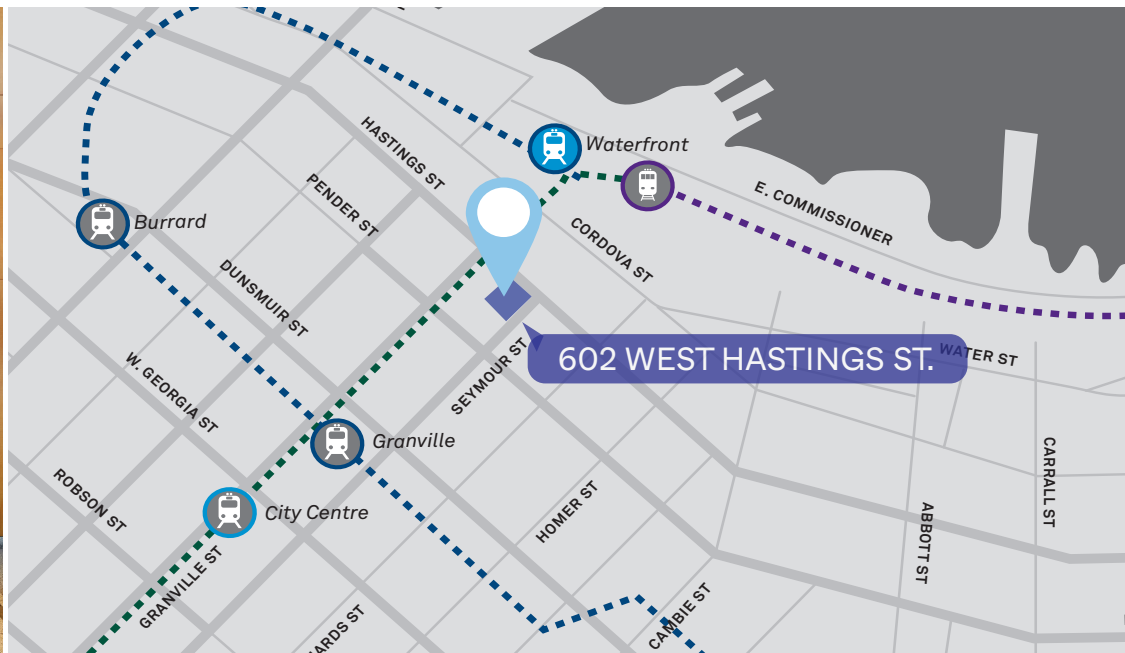 HASTINGS ST
Waterfront
PENDER ST
E. COMMISSIONER
Burrard
CORDOVA ST
DUNSMUIR ST
602 WEST HASTINGS ST.
WATER ST
SEYMOUR ST
W. GEORGIA ST
Granville
CARRALL ST
ROBSON ST
City Centre
HOMER ST
ABBOTT ST
GRANVILLE ST
CAMBIE ST